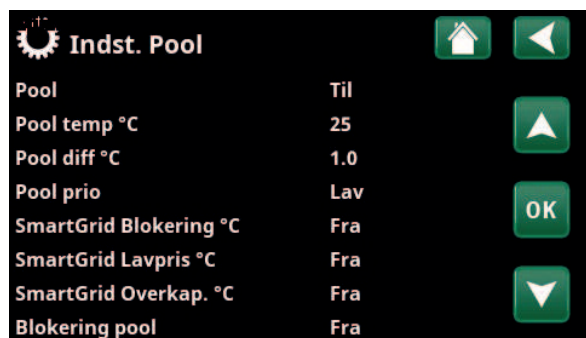 Indst. Pool
Pool Til
Pool temp °C 25
Pool diff °C 1.0
Pool prio Lav
SmartGrid Blokering °C Fra
OK
SmartGrid Lavpris °C Fra
SmartGrid Overkap. °C Fra
Blokering pool Fra